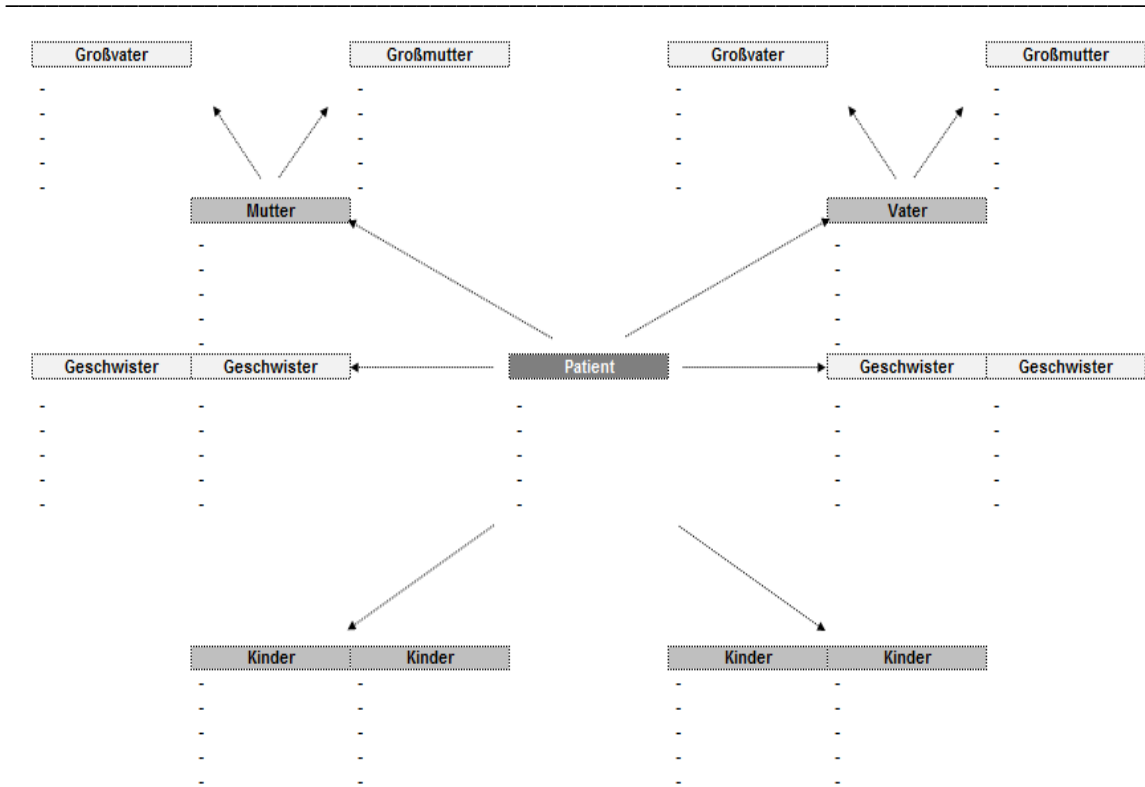 Großvater Großmutter Großvater Großmutter
- - - -
- - - -
- - - -
- - - -
- - - -
Mutter Vater
- -
- -
- -
- -
- -
Geschwister Geschwister Patient Geschwister Geschwister
- - - - -
- - - - -
- - - - -
- - - - -
- - - - -
Kinder Kinder Kinder Kinder
- - - -
- - - -
- - - -
- - - -
- - - -